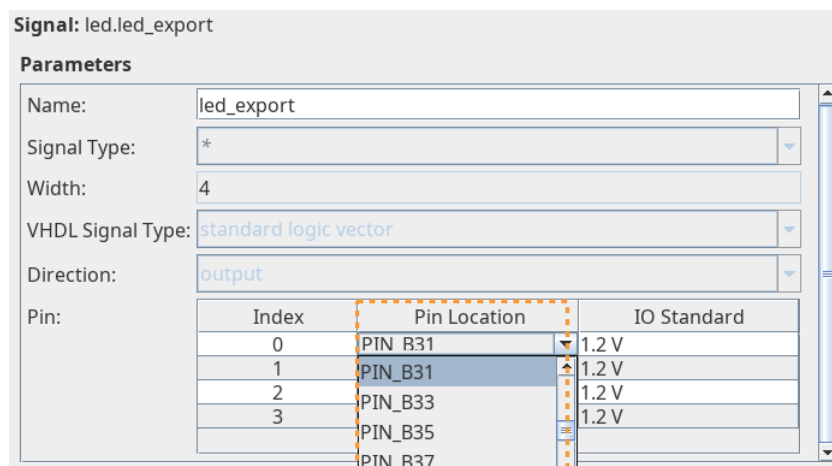 Signal: led.led_export
Parameters
Name: led_export
Signal Type: *
Width: 4
VHDL Signal Type: standard logic vector
Direction: output
Pin: Index Pin Location IO Standard
0 PIN_B31 1.2 V
1 PIN_B31 1.2 V
2 PIN_B33 1.2 V
3 PIN_B35 1.2 V
PIN_B37